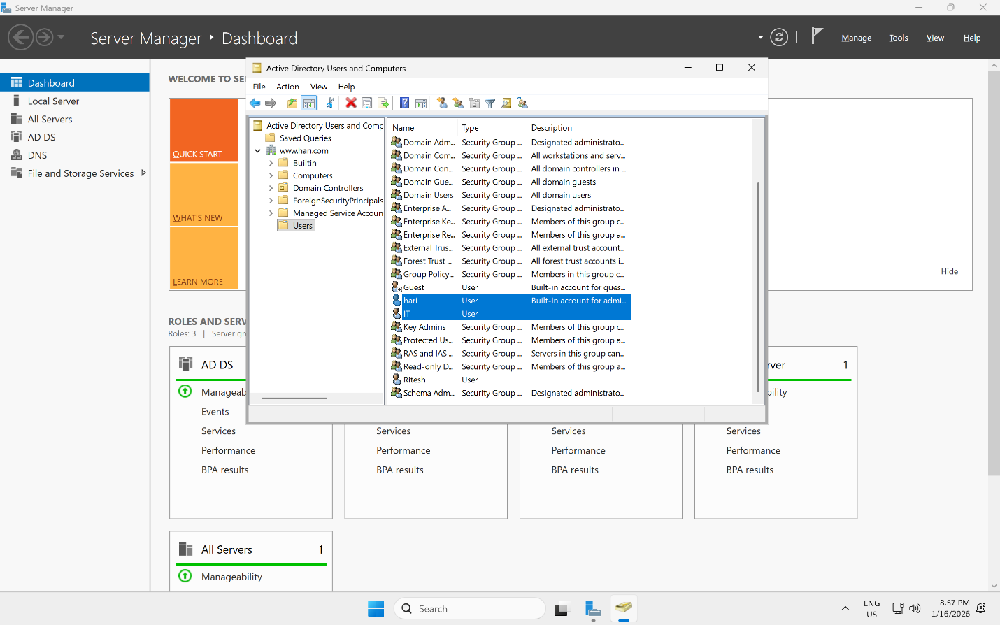 Server Manager
Server Manager ‣ Dashboard
Manage
Tools
View
Help
Dashboard
Local Server
All Servers
AD DS
DNS
File and Storage Services
WELCOME TO SE
QUICK START
WHAT'S NEW
LEARN MORE
Hide
Active Directory Users and Computers
File Action View Help
Active Directory Users and Comp
Saved Queries
www.hari.com
Builtin
Computers
Domain Controllers
ForeignSecurityPrincipals
Managed Service Accoun
Users
Name Type Description
Domain Adm... Security Group ... Designated administrato...
Domain Com... Security Group ... All workstations and serv...
Domain Con... Security Group ... All domain controllers in ...
Domain Gue... Security Group ... All domain guests
Domain Users Security Group ... All domain users
Enterprise A... Security Group ... Designated administrato...
Enterprise Ke... Security Group ... Members of this group c...
Enterprise Re... Security Group ... Members of this group a...
External Trus... Security Group ... All external trust account...
Forest Trust ... Security Group ... All forest trust accounts i...
Group Policy... Security Group ... Members in this group c...
Guest User Built-in account for gues...
hari User Built-in account for admi...
IT User
Key Admins Security Group ... Members of this group c...
Protected Us... Security Group ... Members of this group a...
RAS and IAS ... Security Group ... Servers in this group can...
Read-only D... Security Group ... Members of this group a...
Ritesh User
Schema Adm... Security Group ... Designated administrato...
ROLES AND SERV
Roles: 3 | Server gr
AD DS
Manageab
Events
Services
Performance
BPA results
Services
Performance
BPA results
Services
Performance
BPA results
rver 1
bility
Services
Performance
BPA results
All Servers 1
Manageability
Search
ENG
US
8:57 PM
1/16/2026